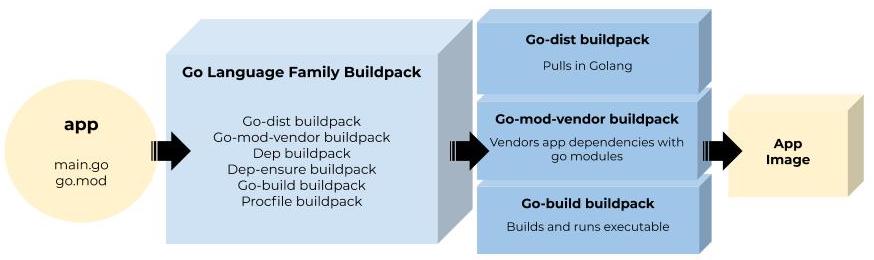 app
main.go
go.mod
Go Language Family Buildpack
Go-dist buildpack
Go-mod-vendor buildpack
Dep buildpack
Dep-ensure buildpack
Go-build buildpack
Procfile buildpack
Go-dist buildpack
Pulls in Golang
Go-mod-vendor buildpack
Vendors app dependencies with
go modules
Go-build buildpack
Builds and runs executable
App
Image